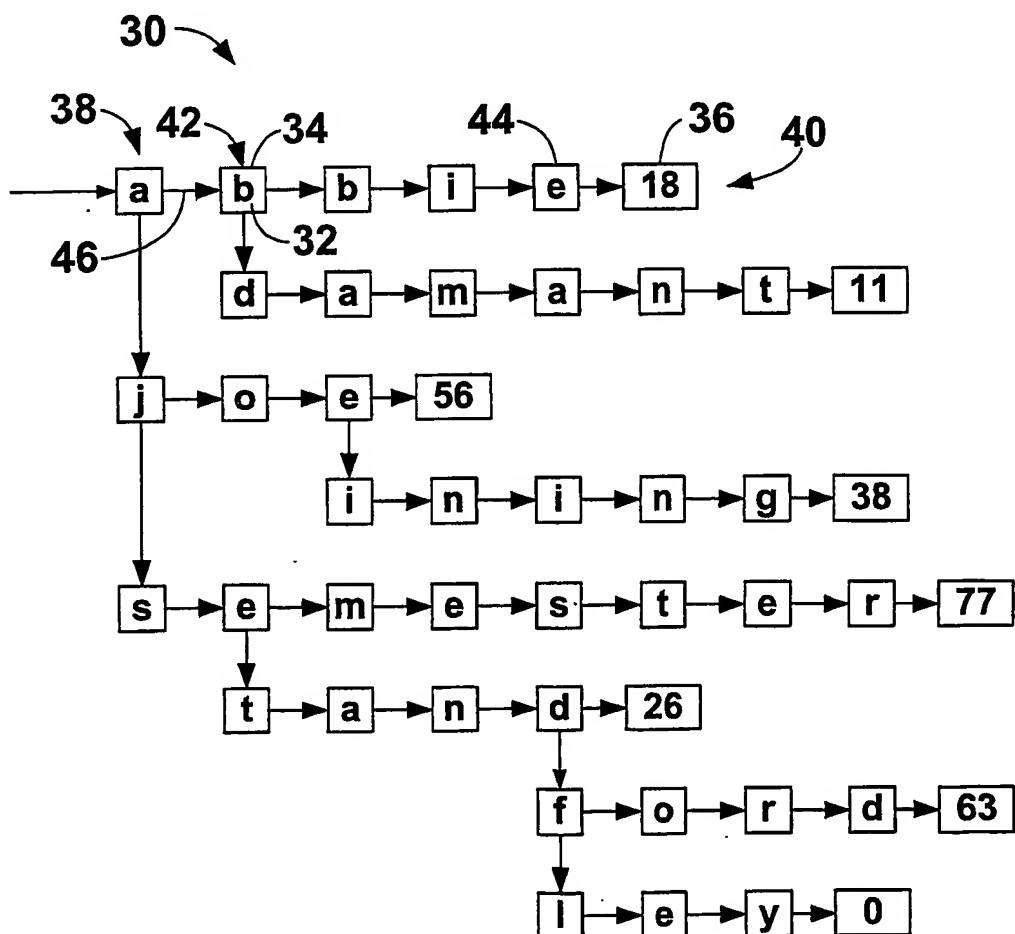 30
38 42 34 44 36 40
a b b i e 18
46 32
d a m a n t 11
j o e 56
i n i n g 38
s e m e s t e r 77
t a n d 26
f o r d 63
l e y 0